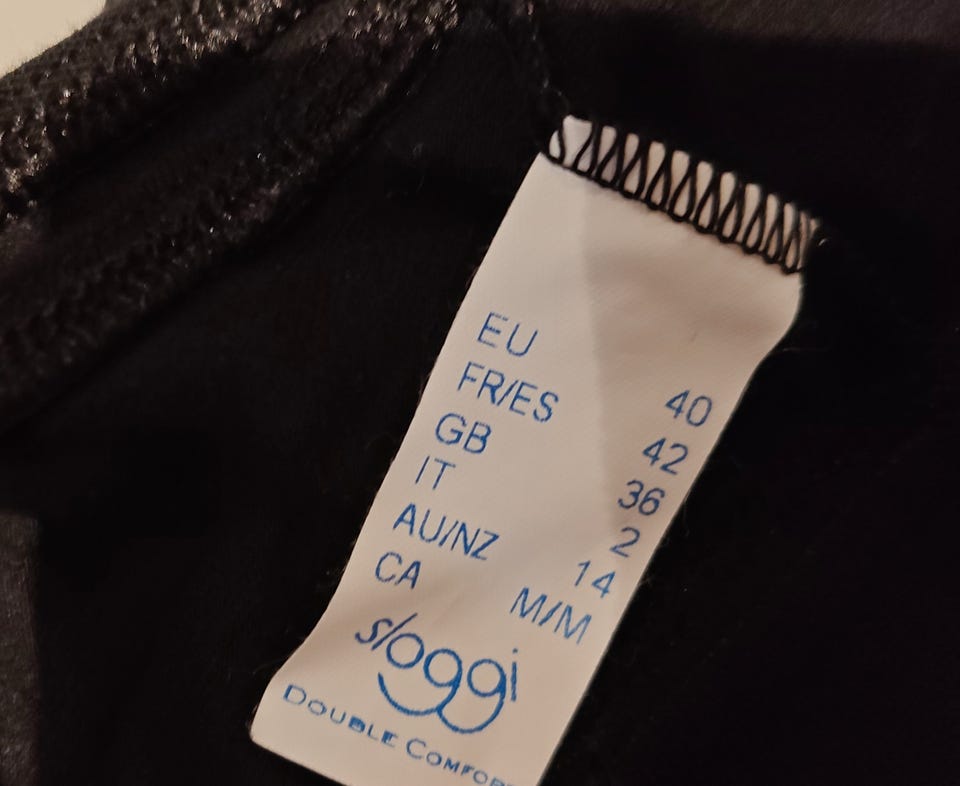 EU 40
FR/ES 42
GB 36
IT 2
AU/NZ 14
CA M/M
sloggi
DOUBLE